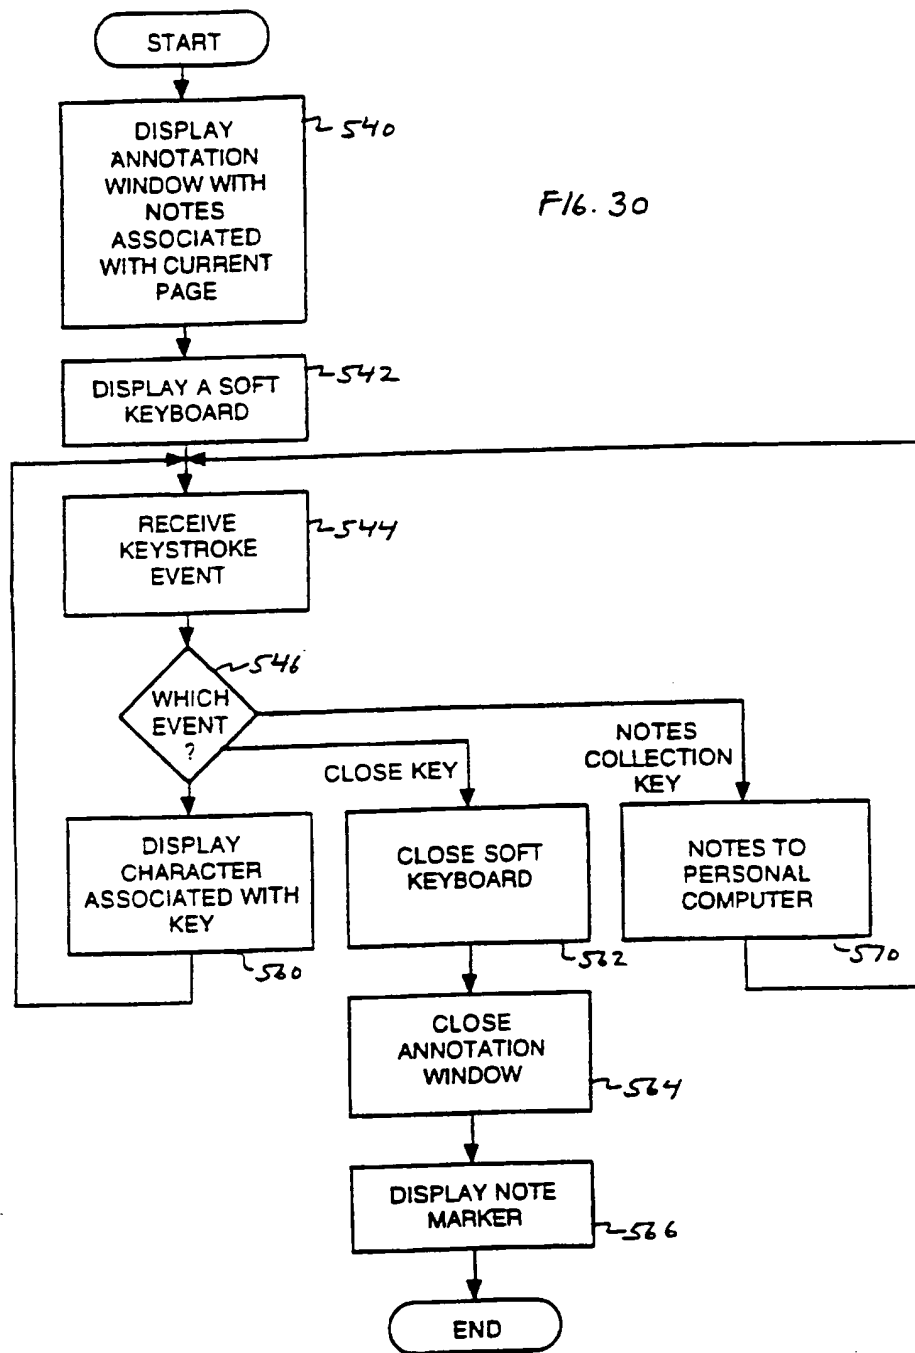 START
DISPLAY
ANNOTATION
WINDOW WITH
NOTES
ASSOCIATED
WITH CURRENT
PAGE
540
FIG. 30
DISPLAY A SOFT
KEYBOARD
542
RECEIVE
KEYSTROKE
EVENT
544
WHICH
EVENT
?
546
CLOSE KEY
NOTES
COLLECTION
KEY
DISPLAY
CHARACTER
ASSOCIATED WITH
KEY
560
CLOSE SOFT
KEYBOARD
562
NOTES TO
PERSONAL
COMPUTER
570
CLOSE
ANNOTATION
WINDOW
564
DISPLAY NOTE
MARKER
566
END